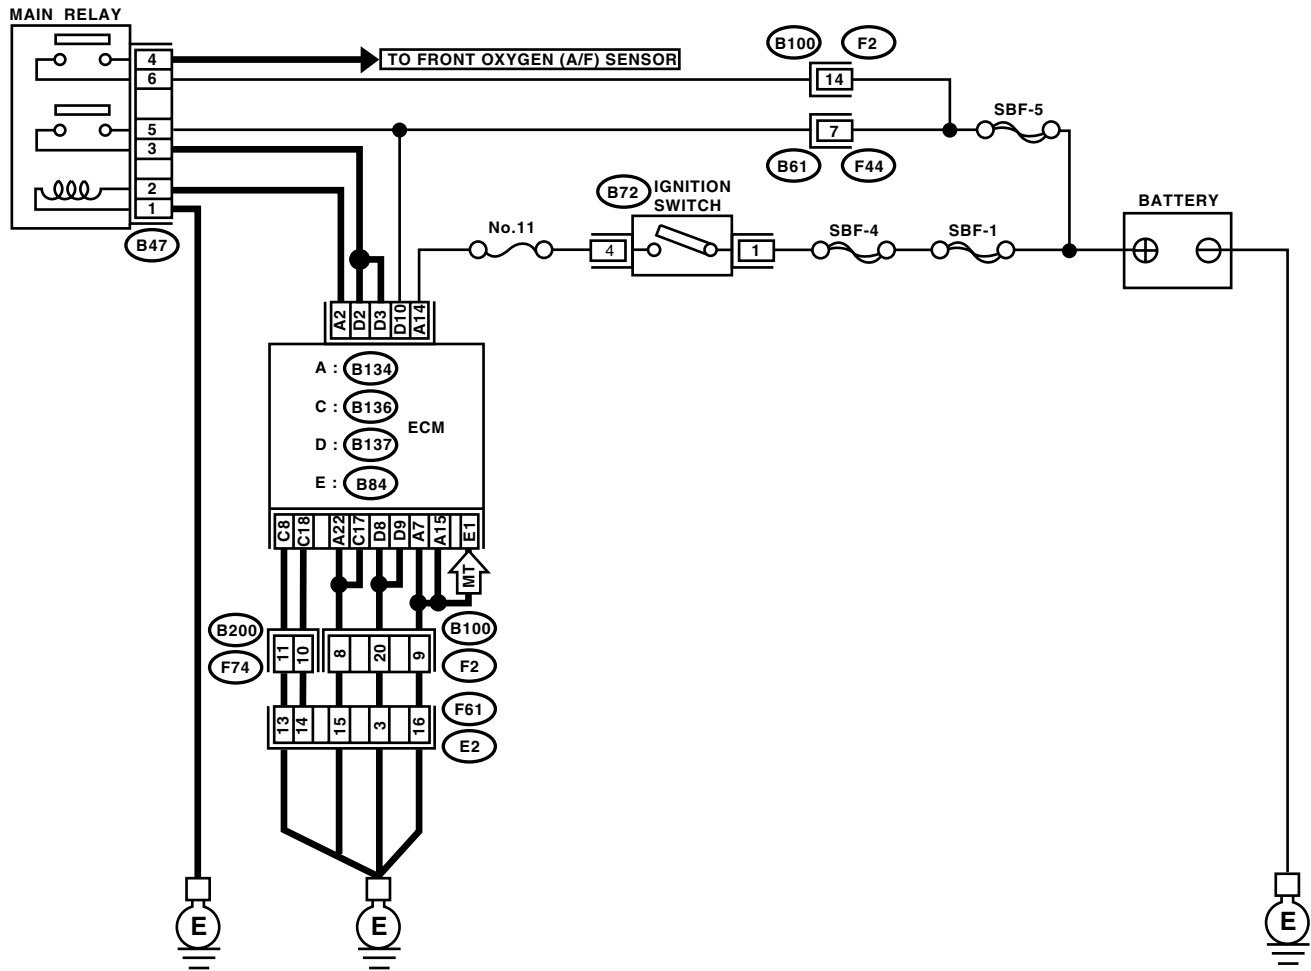 MAIN RELAY
4
TO FRONT OXYGEN (A/F) SENSOR
6
5
3
2
1
B47
B100
F2
14
7
B61
F44
SBF-5
B72
IGNITION
SWITCH
No.11
4
1
SBF-4
SBF-1
BATTERY
A2
D2
D3
D10
A14
A : B134
C : B136
D : B137
E : B84
ECM
C8
C18
A22
C17
D8
D9
A7
A15
E1
MT
B200
F74
11
10
8
20
9
B100
F2
13
14
15
3
16
F61
E2
E
E
E